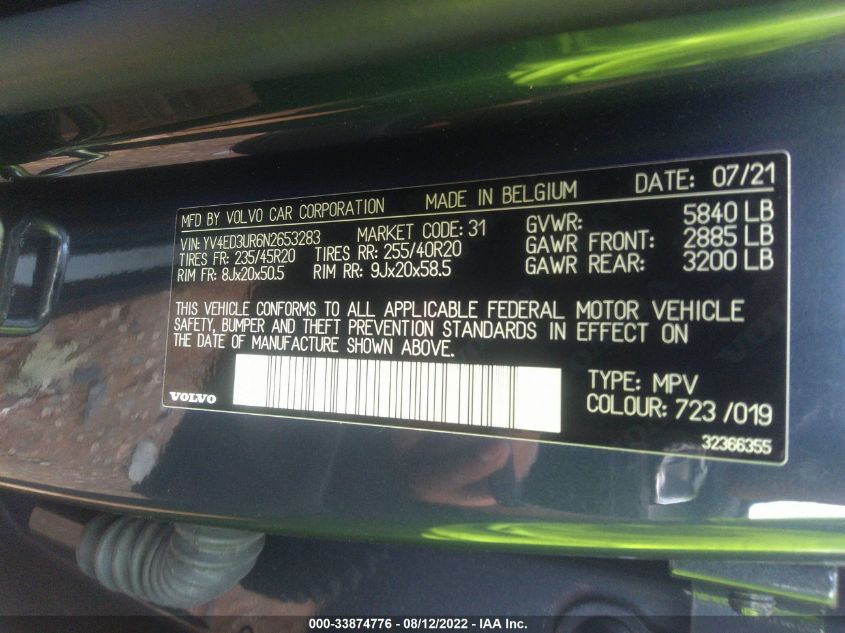 MFD BY VOLVO CAR CORPORATION MADE IN BELGIUM DATE: 07/21
VIN: YV4ED3UR6N2653283 MARKET CODE: 31 GVWR: 5840 LB
TIRES FR: 235/45R20 TIRES RR: 255/40R20 GAWR FRONT: 2885 LB
RIM FR: 8Jx20x50.5 RIM RR: 9Jx20x58.5 GAWR REAR: 3200 LB
THIS VEHICLE CONFORMS TO ALL APPLICABLE FEDERAL MOTOR VEHICLE
SAFETY, BUMPER AND THEFT PREVENTION STANDARDS IN EFFECT ON
THE DATE OF MANUFACTURE SHOWN ABOVE.
VOLVO
TYPE: MPV
COLOUR: 723 /019
32366355
000-33874776 - 08/12/2022 - IAA Inc.